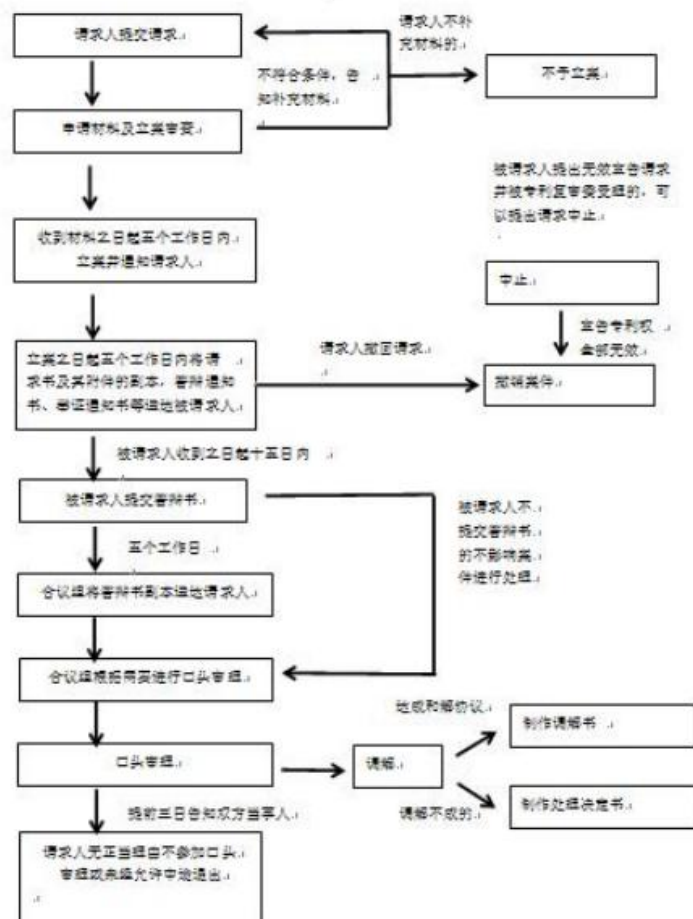 请求人提交请求
请求人不补
充材料的
不符合条件，告
知补充材料
不予立案
申请材料及立案审查
被请求人提出无效宣告请求
并被专利复审委受理的，可
以提出请求中止
收到材料之日起五个工作日内
立案并通知请求人
中止
宣告专利权
全部无效
立案之日起五个工作日内将请
求书及其附件的副本，答辩通知
书、举证通知书等送达被请求人
请求人撤回请求
撤销案件
被请求人收到之日起十五日内
被请求人提交答辩书
被请求人不
提交答辩书
的不影响案
件进行处理
五个工作日
合议组将答辩书副本送达请求人
合议组根据需要进行口头审理
达成和解协议
制作调解书
口头审理
调解
调解不成的
制作处理决定书
提前三日告知双方当事人
请求人无正当理由不参加口头
审理或未经允许中途退出